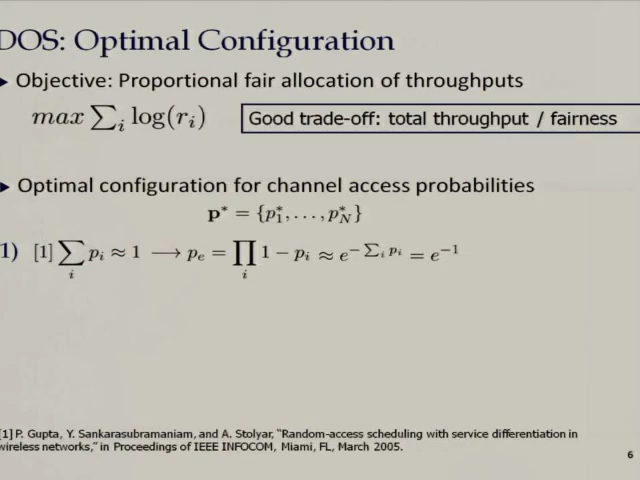 DOS: Optimal Configuration
Objective: Proportional fair allocation of throughputs
max ∑_i log(r_i)
Good trade-off: total throughput / fairness
Optimal configuration for channel access probabilities
p* = {p_1^*, . . . , p_N^*}
1) [1] ∑_i p_i ≈ 1 ⟶ p_e = ∏_i 1 − p_i ≈ e^{−∑_i p_i} = e^{−1}
[1] P. Gupta, Y. Sankarasubramaniam, and A. Stolyar, "Random-access scheduling with service differentiation in
wireless networks," in Proceedings of IEEE INFOCOM, Miami, FL, March 2005.
6